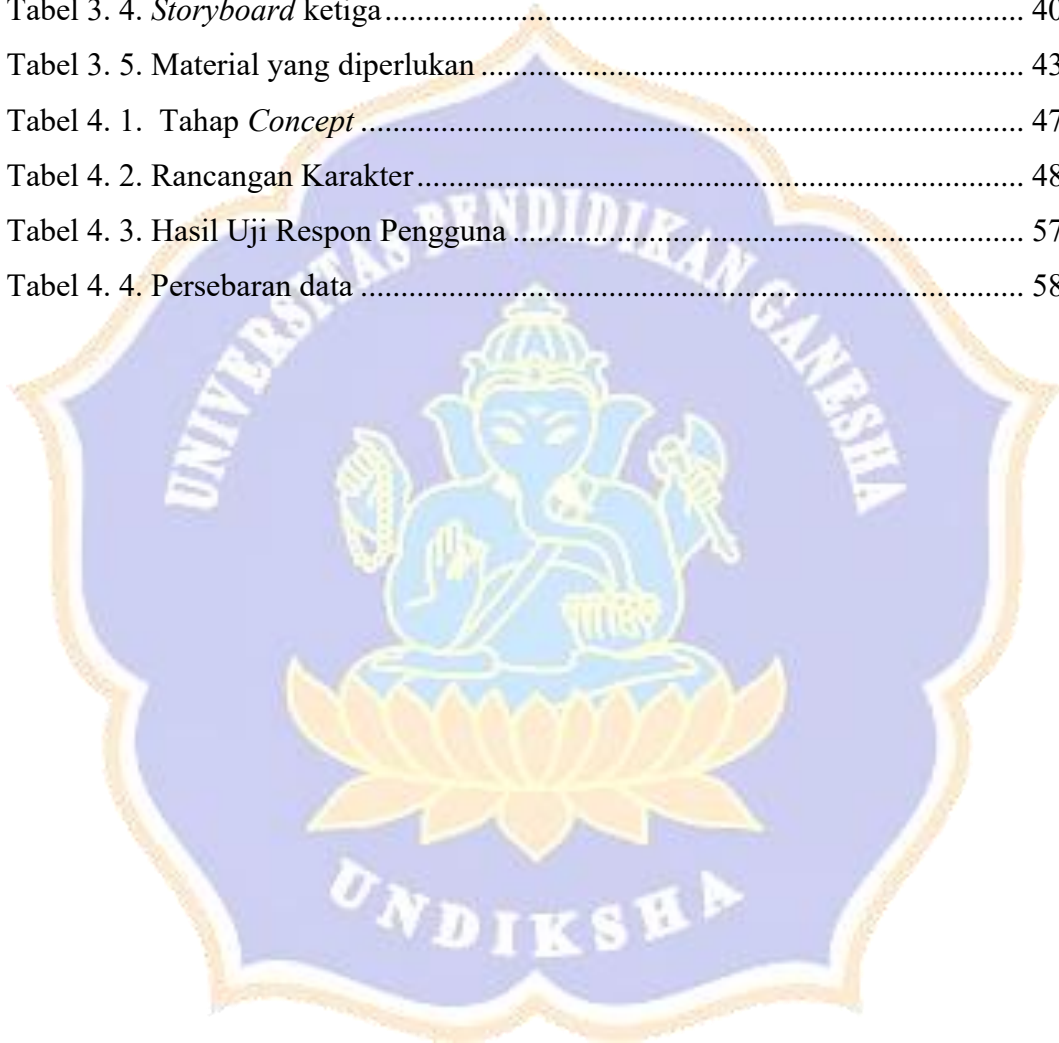 Tabel 3. 4. Storyboard ketiga ........ 40
Tabel 3. 5. Material yang diperlukan ........ 43
Tabel 4. 1.  Tahap Concept ........ 47
Tabel 4. 2. Rancangan Karakter ........ 48
Tabel 4. 3. Hasil Uji Respon Pengguna ........ 57
Tabel 4. 4. Persebaran data ........ 58
UNIVERSITAS PENDIDIKAN GANESHA
UNDIKSHA